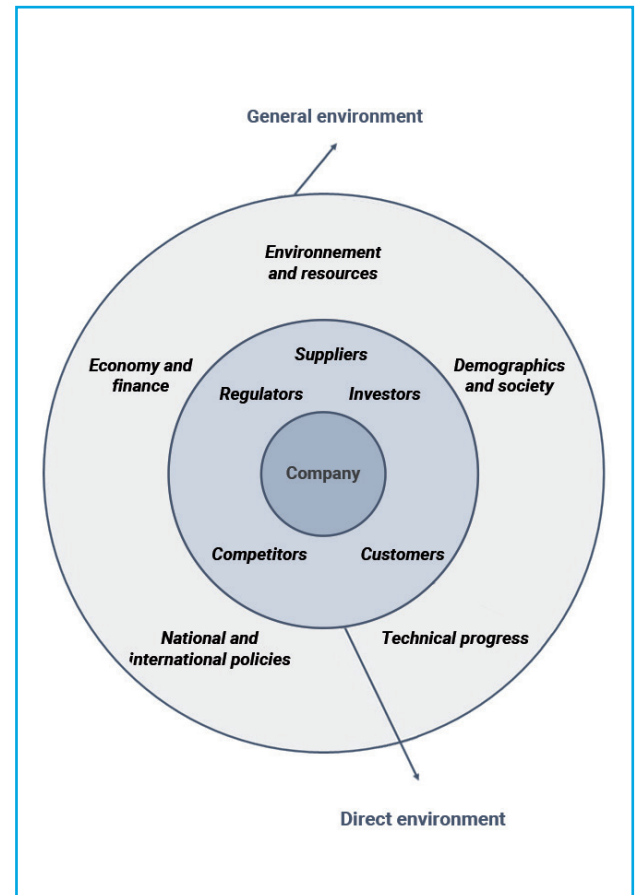 General environment
Environnement
and resources
Economy and
finance
Demographics
and society
Suppliers
Regulators
Investors
Company
Competitors
Customers
National and
international policies
Technical progress
Direct environment